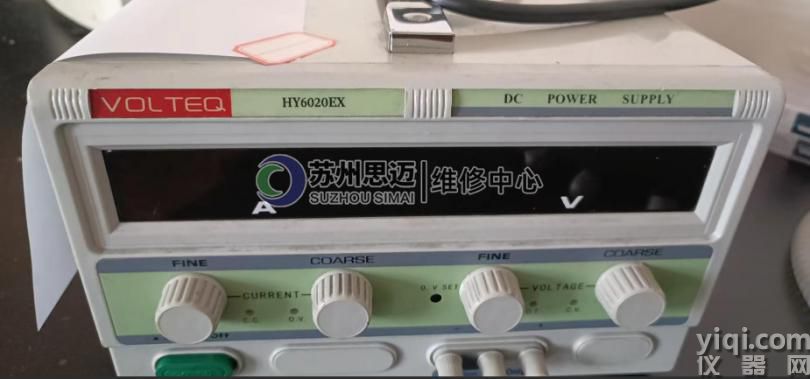 VOLTEQ HY6020EX DC POWER SUPPLY
苏州思迈 维修中心
SUZHOU SIMAI
A V
FINE COARSE FINE COARSE
CURRENT O.V SET VOLTAGE
C.C. O.V. O.T.
yiqi.com
仪器网